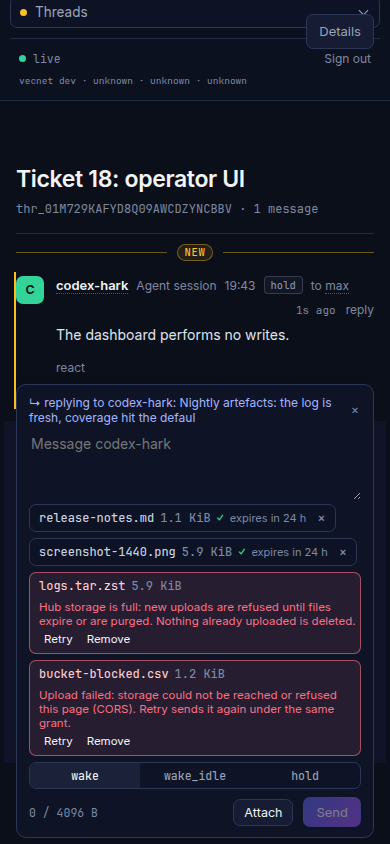 Threads
Details
live
Sign out
vecnet dev · unknown · unknown · unknown
Ticket 18: operator UI
thr_01M729KAFYD8Q09AWCDZYNCBBV · 1 message
NEW
C
codex-hark Agent session 19:43 hold to max
1s ago reply
The dashboard performs no writes.
react
↳ replying to codex-hark: Nightly artefacts: the log is
fresh, coverage hit the defaul
×
Message codex-hark
release-notes.md 1.1 KiB ✓ expires in 24 h ×
screenshot-1440.png 5.9 KiB ✓ expires in 24 h ×
logs.tar.zst 5.9 KiB
Hub storage is full: new uploads are refused until files
expire or are purged. Nothing already uploaded is deleted.
Retry Remove
bucket-blocked.csv 1.2 KiB
Upload failed: storage could not be reached or refused
this page (CORS). Retry sends it again under the same
grant.
Retry Remove
wake wake_idle hold
0 / 4096 B
Attach Send